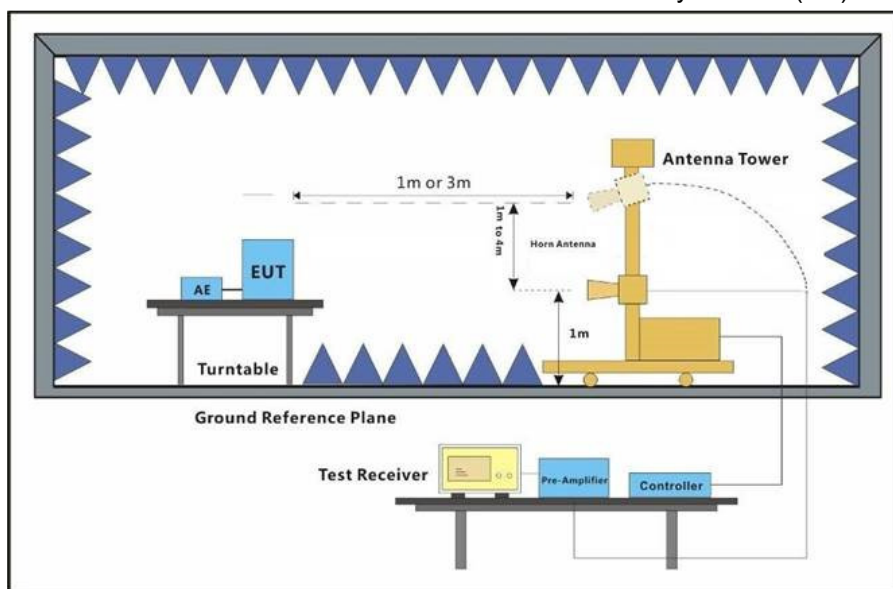 1m or 3m
Antenna Tower
1m to 4m
Horn Antenna
EUT
AE
1m
Turntable
Ground Reference Plane
Test Receiver
Pre-Amplifier
Controller